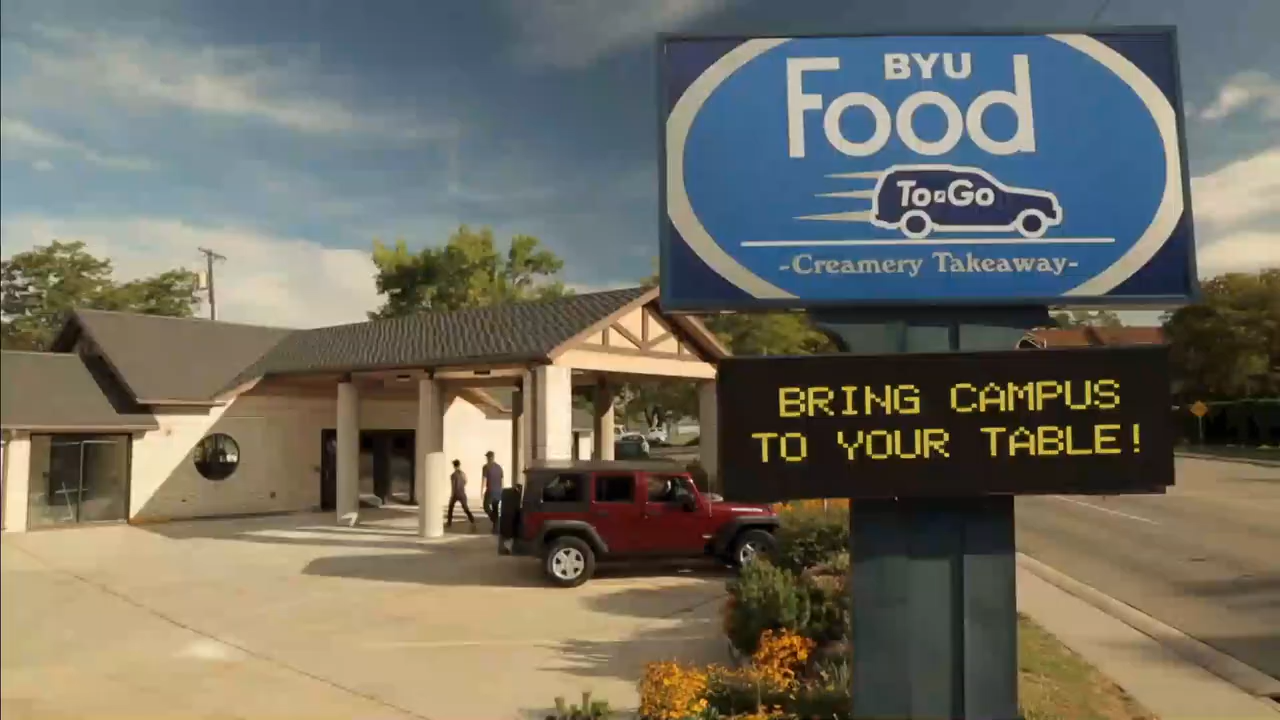 BYU
Food
To Go
-Creamery Takeaway-
BRING CAMPUS
TO YOUR TABLE!